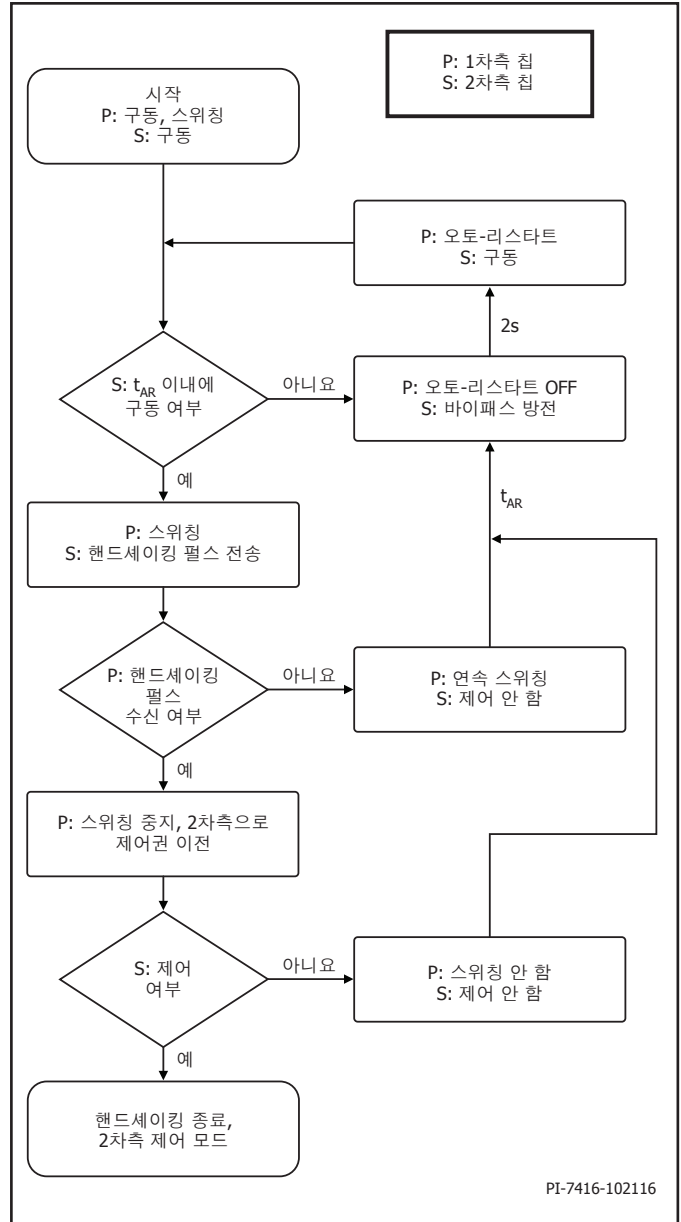 P: 1차측 칩
S: 2차측 칩
시작
P: 구동, 스위칭
S: 구동
P: 오토-리스타트
S: 구동
2s
S: tAR 이내에
구동 여부
아니요
P: 오토-리스타트 OFF
S: 바이패스 방전
예
tAR
P: 스위칭
S: 핸드셰이킹 펄스 전송
P: 핸드셰이킹
펄스
수신 여부
아니요
P: 연속 스위칭
S: 제어 안 함
예
P: 스위칭 중지, 2차측으로
제어권 이전
S: 제어
여부
아니요
P: 스위칭 안 함
S: 제어 안 함
예
핸드셰이킹 종료,
2차측 제어 모드
PI-7416-102116